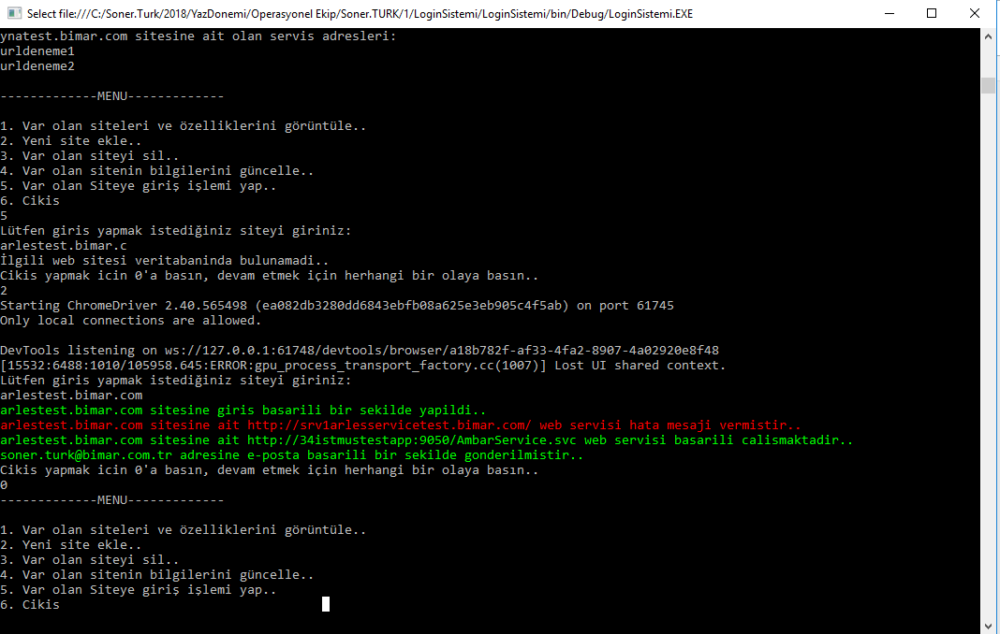 Select file:///C:/Soner.Turk/2018/YazDonemi/Operasyonel Ekip/Soner.TURK/1/LoginSistemi/LoginSistemi/bin/Debug/LoginSistemi.EXE
ynatest.bimar.com sitesine ait olan servis adresleri:
urldeneme1
urldeneme2
-------------MENU-------------
1. Var olan siteleri ve özelliklerini görüntüle..
2. Yeni site ekle..
3. Var olan siteyi sil..
4. Var olan sitenin bilgilerini güncelle..
5. Var olan Siteye giriş işlemi yap..
6. Cikis
5
Lütfen giris yapmak istediğiniz siteyi giriniz:
arlestest.bimar.c
İlgili web sitesi veritabaninda bulunamadi..
Cikis yapmak icin 0'a basın, devam etmek için herhangi bir olaya basın..
2
Starting ChromeDriver 2.40.565498 (ea082db3280dd6843ebfb08a625e3eb905c4f5ab) on port 61745
Only local connections are allowed.
DevTools listening on ws://127.0.0.1:61748/devtools/browser/a18b782f-af33-4fa2-8907-4a02920e8f48
[15532:6488:1010/105958.645:ERROR:gpu_process_transport_factory.cc(1007)] Lost UI shared context.
Lütfen giris yapmak istediğiniz siteyi giriniz:
arlestest.bimar.com
arlestest.bimar.com sitesine giris basarili bir sekilde yapildi..
arlestest.bimar.com sitesine ait http://srv1arlesservicetest.bimar.com/ web servisi hata mesaji vermistir..
arlestest.bimar.com sitesine ait http://34istmustestapp:9050/AmbarService.svc web servisi basarili calismaktadir..
soner.turk@bimar.com.tr adresine e-posta basarili bir sekilde gonderilmistir..
Cikis yapmak icin 0'a basın, devam etmek için herhangi bir olaya basın..
0
-------------MENU-------------
1. Var olan siteleri ve özelliklerini görüntüle..
2. Yeni site ekle..
3. Var olan siteyi sil..
4. Var olan sitenin bilgilerini güncelle..
5. Var olan Siteye giriş işlemi yap..
6. Cikis